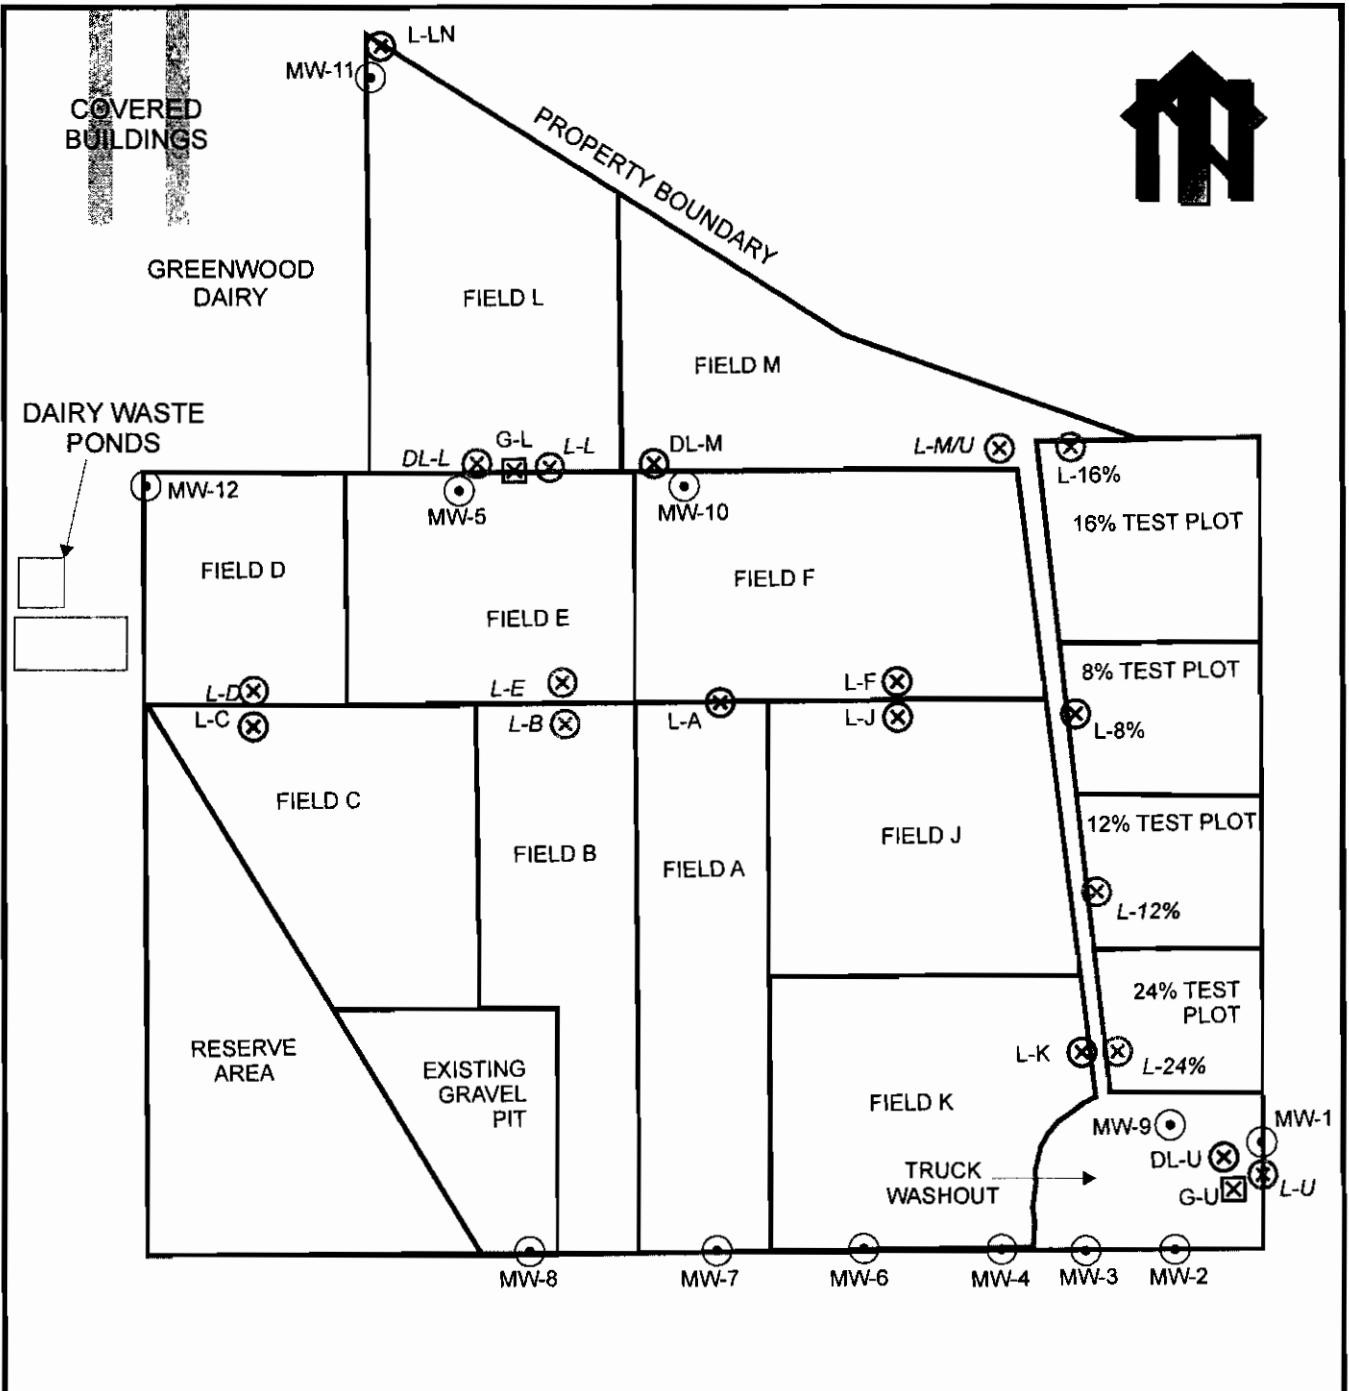 L-LN
MW-11
COVERED
BUILDINGS
PROPERTY BOUNDARY
N
GREENWOOD
DAIRY
FIELD L
FIELD M
DAIRY WASTE
PONDS
DL-L
G-L
L-L
DL-M
L-M/U
L-16%
MW-12
MW-5
MW-10
16% TEST PLOT
FIELD D
FIELD E
FIELD F
8% TEST PLOT
L-D
L-E
L-F
L-C
L-B
L-A
L-J
L-8%
FIELD C
FIELD B
FIELD A
FIELD J
12% TEST PLOT
L-12%
24% TEST
PLOT
RESERVE
AREA
EXISTING
GRAVEL
PIT
L-K
L-24%
FIELD K
MW-9
MW-1
DL-U
TRUCK
WASHOUT
G-U
L-U
MW-8
MW-7
MW-6
MW-4
MW-3
MW-2